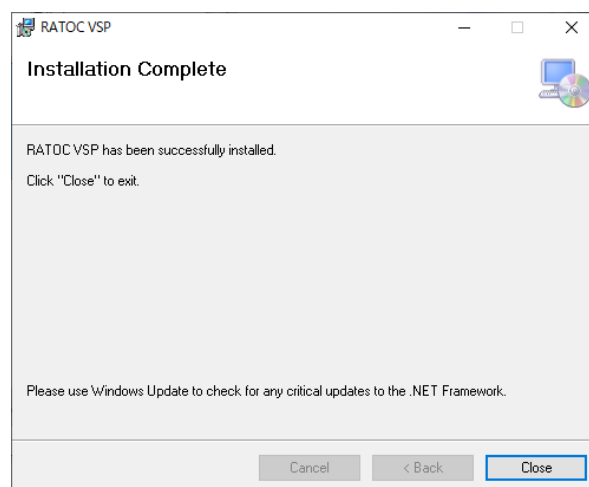 RATOC VSP
Installation Complete
RATOC VSP has been successfully installed.
Click "Close" to exit.
Please use Windows Update to check for any critical updates to the .NET Framework.
Cancel
< Back
Close